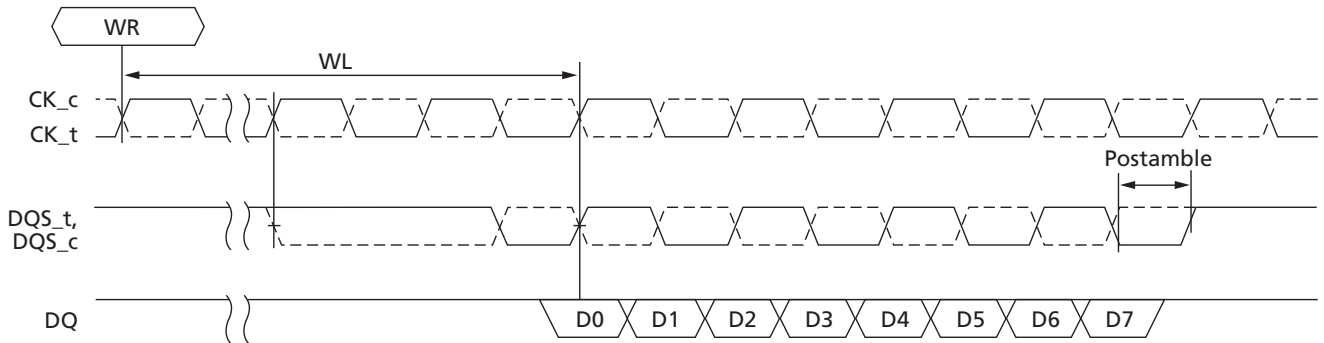 WR
WL
CK_c
CK_t
Postamble
DQS_t,
DQS_c
DQ
D0 D1 D2 D3 D4 D5 D6 D7